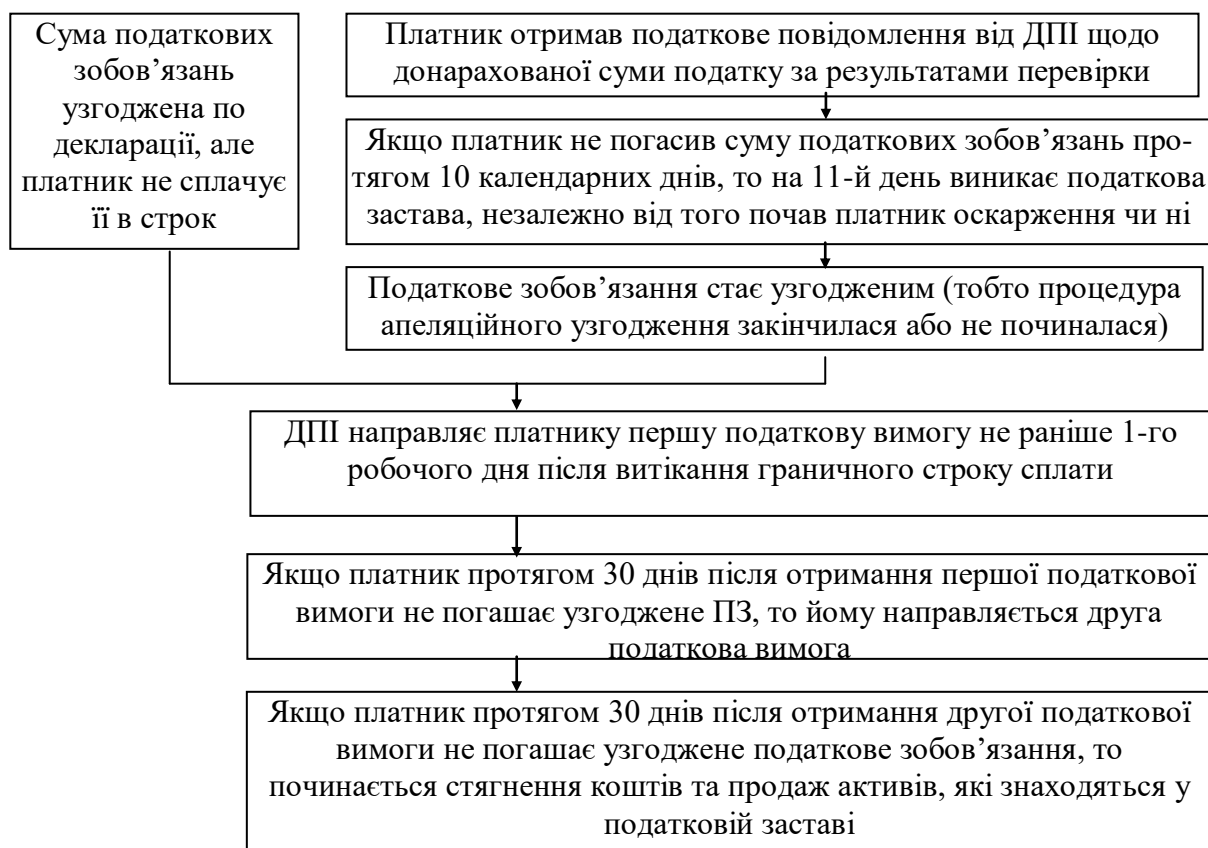 Сума податкових
зобов’язань
узгоджена по
декларації, але
платник не сплачує
її в строк
Платник отримав податкове повідомлення від ДПІ щодо
донарахованої суми податку за результатами перевірки
Якщо платник не погасив суму податкових зобов’язань про-
тягом 10 календарних днів, то на 11-й день виникає податкова
застава, незалежно від того почав платник оскарження чи ні
Податкове зобов’язання стає узгодженим (тобто процедура
апеляційного узгодження закінчилася або не починалася)
ДПІ направляє платнику першу податкову вимогу не раніше 1-го
робочого дня після витікання граничного строку сплати
Якщо платник протягом 30 днів після отримання першої податкової
вимоги не погашає узгоджене ПЗ, то йому направляється друга
податкова вимога
Якщо платник протягом 30 днів після отримання другої податкової
вимоги не погашає узгоджене податкове зобов’язання, то
починається стягнення коштів та продаж активів, які знаходяться у
податковій заставі